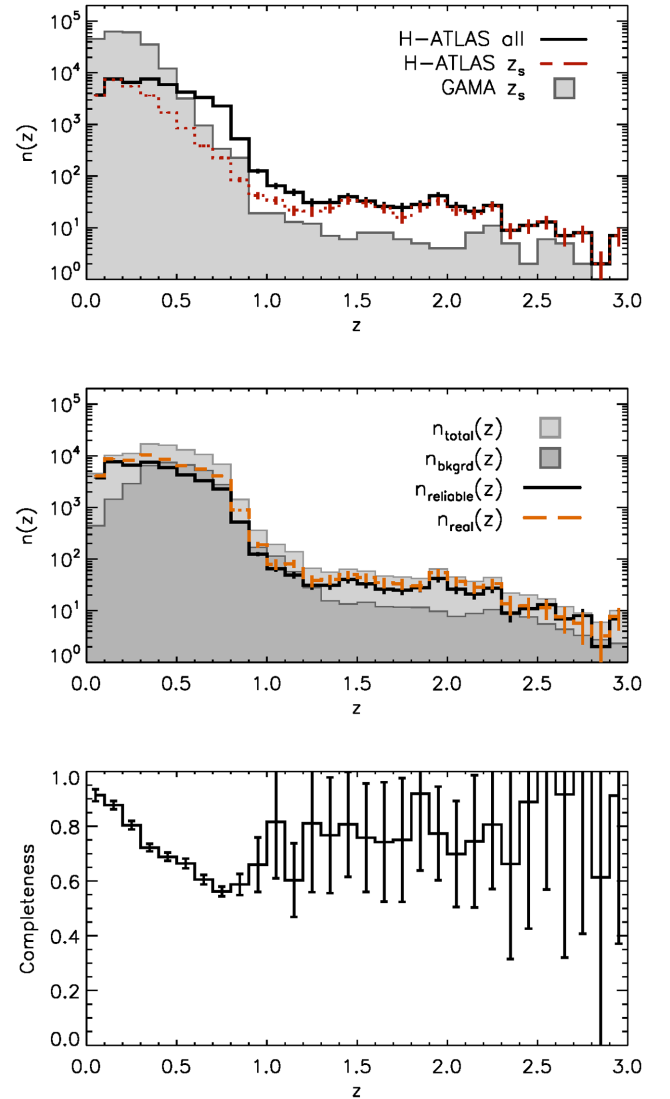 10⁵
10⁴
10³
10²
10¹
10⁰
n(z)
H−ATLAS all
H−ATLAS zₛ
GAMA zₛ
0.0 0.5 1.0 1.5 2.0 2.5 3.0
z
10⁵
10⁴
10³
10²
10¹
10⁰
n(z)
n_total(z)
n_bkgrd(z)
n_reliable(z)
n_real(z)
0.0 0.5 1.0 1.5 2.0 2.5 3.0
z
1.0
0.8
0.6
0.4
0.2
0.0
Completeness
0.0 0.5 1.0 1.5 2.0 2.5 3.0
z